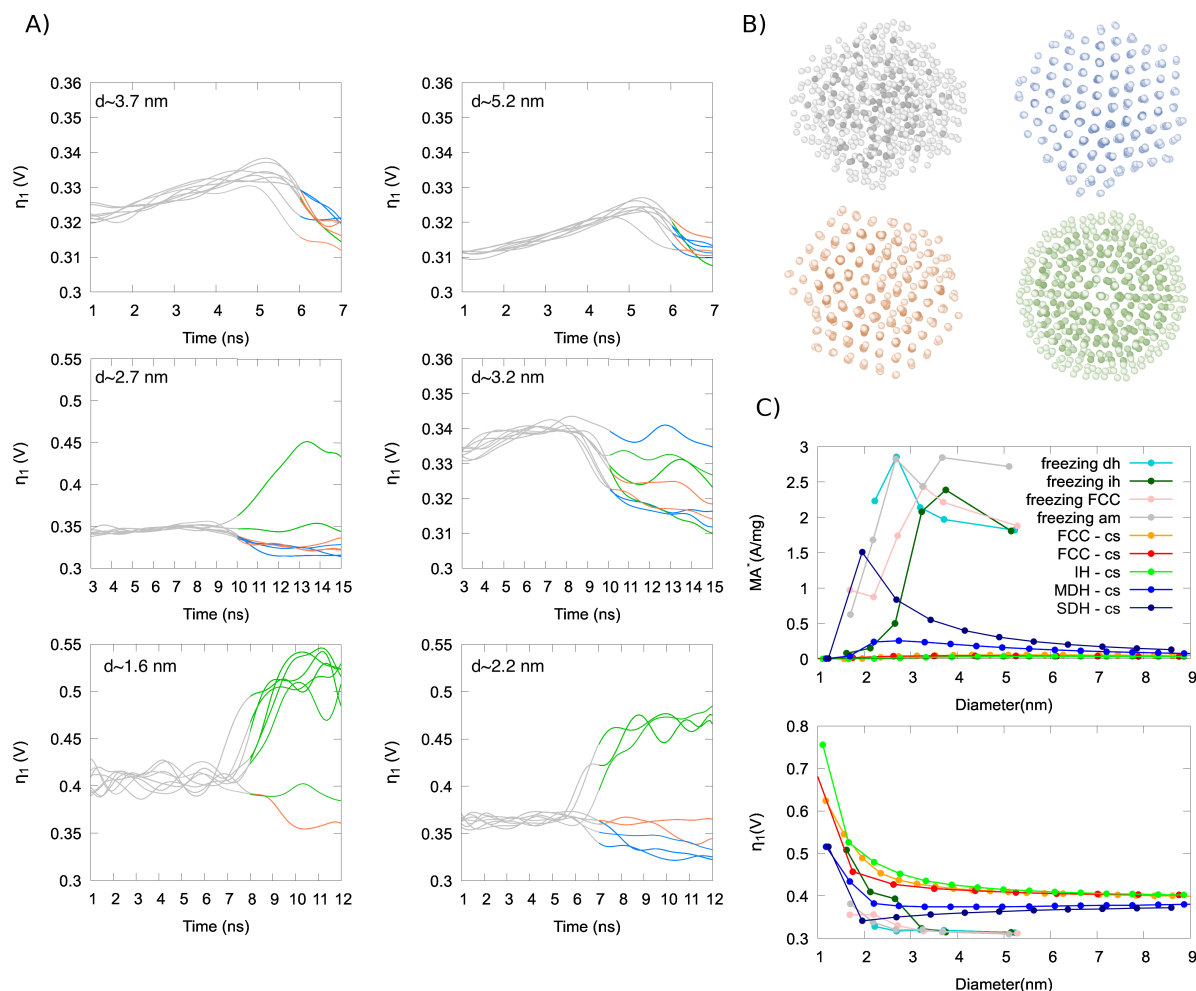 A)
B)
d~3.7 nm
0.36
0.35
0.34
0.33
0.32
0.31
0.3
η1 (V)
1 2 3 4 5 6 7
Time (ns)
d~5.2 nm
0.36
0.35
0.34
0.33
0.32
0.31
0.3
η1 (V)
1 2 3 4 5 6 7
Time (ns)
d~2.7 nm
0.55
0.5
0.45
0.4
0.35
0.3
η1 (V)
3 4 5 6 7 8 9 10 11 12 13 14 15
Time (ns)
d~3.2 nm
0.36
0.35
0.34
0.33
0.32
0.31
0.3
η1 (V)
3 4 5 6 7 8 9 10 11 12 13 14 15
Time (ns)
d~1.6 nm
0.55
0.5
0.45
0.4
0.35
0.3
η1 (V)
1 2 3 4 5 6 7 8 9 10 11 12
Time (ns)
d~2.2 nm
0.55
0.5
0.45
0.4
0.35
0.3
η1 (V)
1 2 3 4 5 6 7 8 9 10 11 12
Time (ns)
C)
3
2.5
2
1.5
1
0.5
0
MA*(A/mg)
freezing dh
freezing ih
freezing FCC
freezing am
FCC - cs
FCC - cs
IH - cs
MDH - cs
SDH - cs
1 2 3 4 5 6 7 8 9
Diameter(nm)
0.8
0.7
0.6
0.5
0.4
0.3
η1(V)
1 2 3 4 5 6 7 8 9
Diameter(nm)